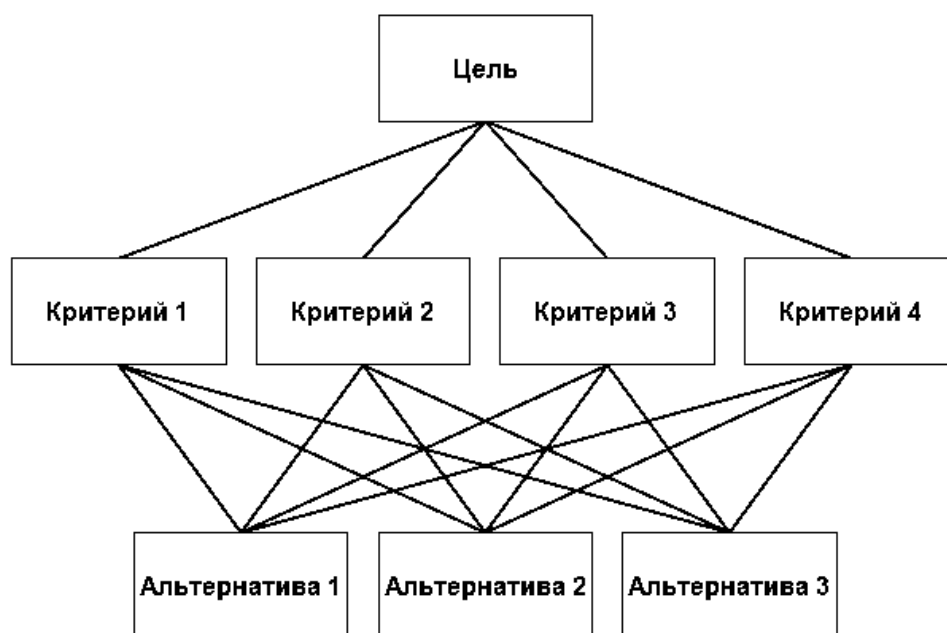 Цель
Критерий 1
Критерий 2
Критерий 3
Критерий 4
Альтернатива 1
Альтернатива 2
Альтернатива 3